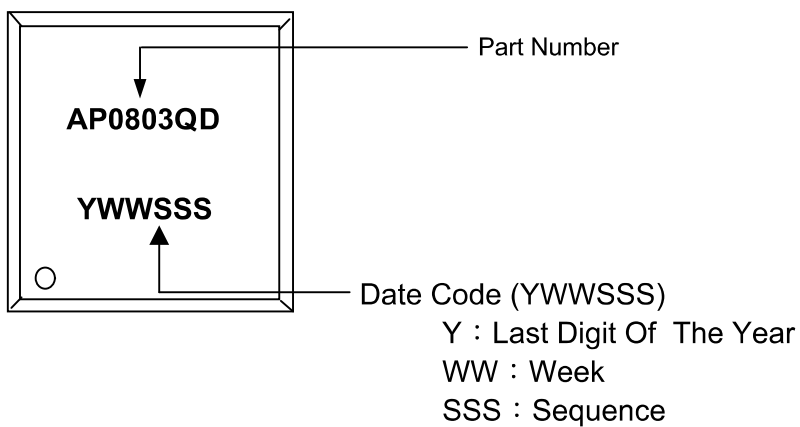 Part Number
AP0803QD
YWWSSS
Date Code (YWWSSS)
Y：Last Digit Of The Year
WW：Week
SSS：Sequence